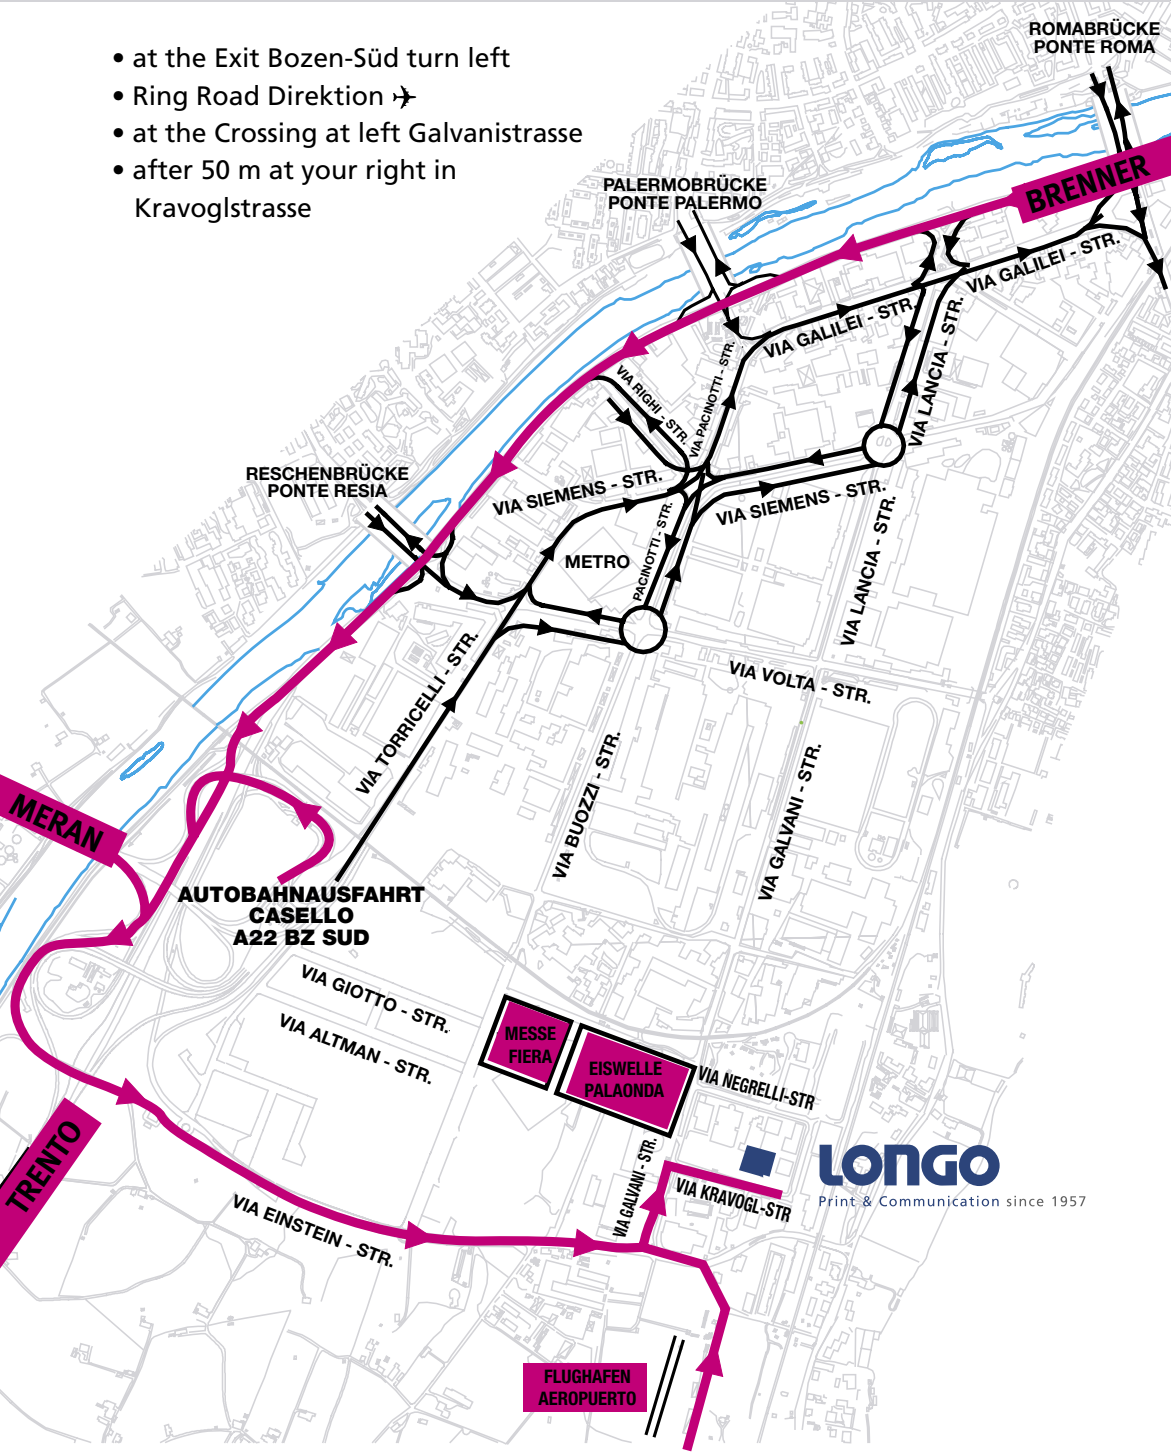 • at the Exit Bozen-Süd turn left
• Ring Road Direktion
• at the Crossing at left Galvanistrasse
• after 50 m at your right in
Kravoglstrasse
ROMABRÜCKE
PONTE ROMA
BRENNER
PALERMOBRÜCKE
PONTE PALERMO
VIA GALILEI - STR.
VIA GALILEI - STR.
VIA LANCIA - STR.
VIA PACINOTTI - STR.
VIA RIGHI - STR.
RESCHENBRÜCKE
PONTE RESIA
VIA SIEMENS - STR.
VIA SIEMENS - STR.
PACINOTTI - STR.
METRO
VIA LANCIA - STR.
VIA TORRICELLI - STR.
VIA VOLTA - STR.
VIA BUOZZI - STR.
VIA GALVANI - STR.
MERAN
AUTOBAHNAUSFAHRT
CASELLO
A22 BZ SUD
VIA GIOTTO - STR.
VIA ALTMAN - STR.
MESSE
FIERA
EISWELLE
PALAONDA
VIA NEGRELLI-STR
TRENTO
VIA GALVANI - STR.
VIA KRAVOGL-STR
LONGO
Print & Communication since 1957
VIA EINSTEIN - STR.
FLUGHAFEN
AEROPUERTO